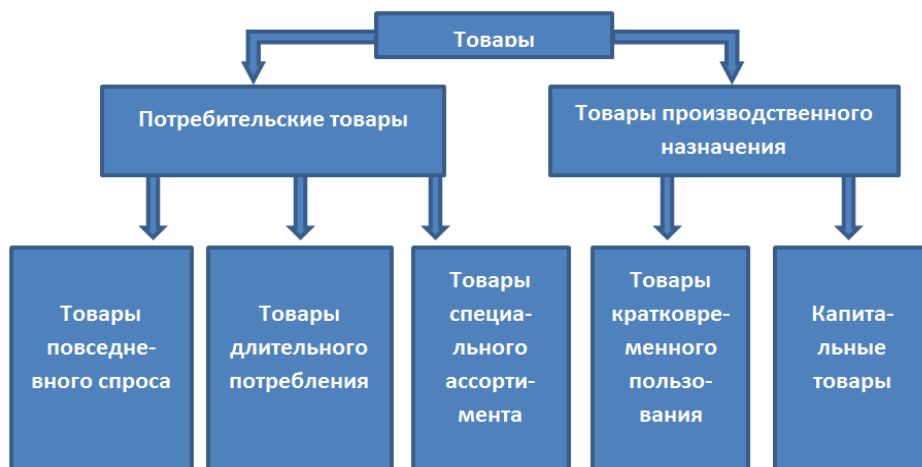 Товары
Потребительские товары
Товары производственного
назначения
Товары
повседне-
вного спроса
Товары
длительного
потребления
Товары
специа-
льного
ассорти-
мента
Товары
кратковре-
менного
пользо-
вания
Капита-
льные
товары